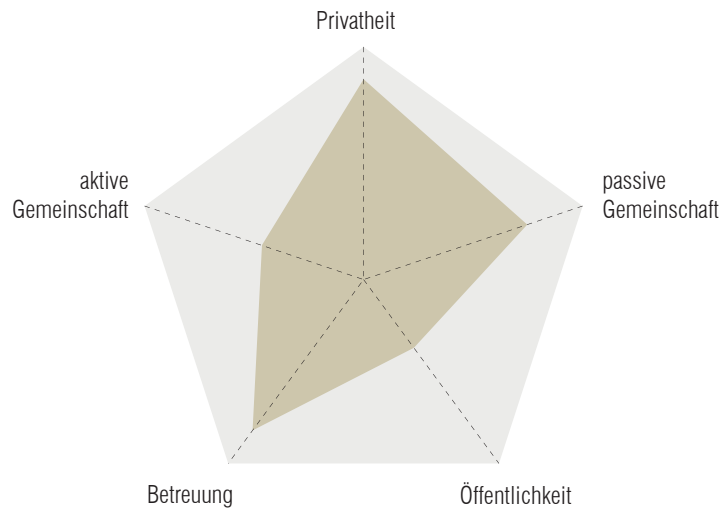 Privatheit
aktive
Gemeinschaft
passive
Gemeinschaft
Betreuung
Öffentlichkeit